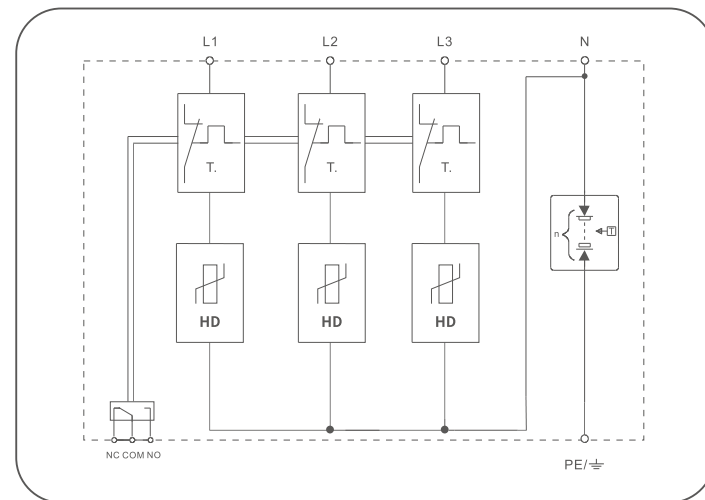 L1 L2 L3 N
T. T. T.
n T
HD HD HD
NC COM NO
PE/